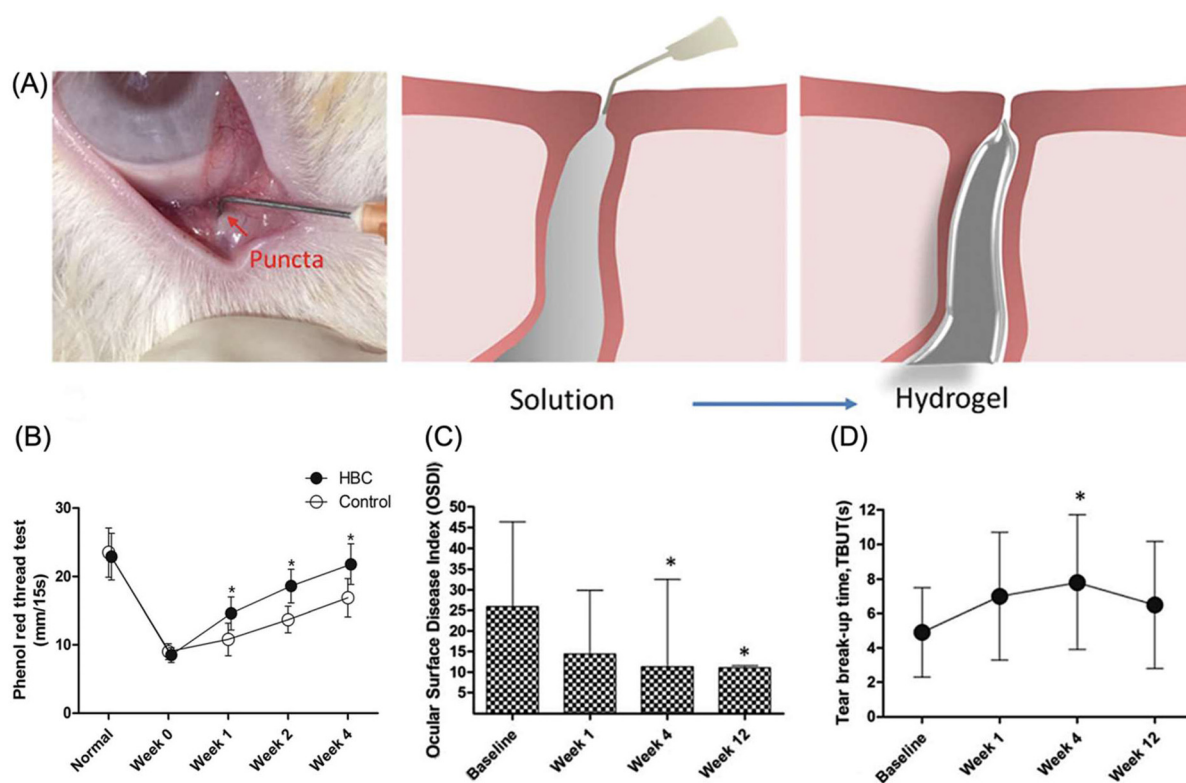 (A)
Puncta
Solution
Hydrogel
(B)
HBC
Control
Phenol red thread test
(mm/15s)
30
20
10
0
*
*
*
Normal
Week 0
Week 1
Week 2
Week 4
(C)
Ocular Surface Disease Index (OSDI)
50
45
40
35
30
25
20
15
10
5
*
*
Baseline
Week 1
Week 4
Week 12
(D)
Tear break-up time,TBUT(s)
12
10
8
6
4
2
0
*
Baseline
Week 1
Week 4
Week 12